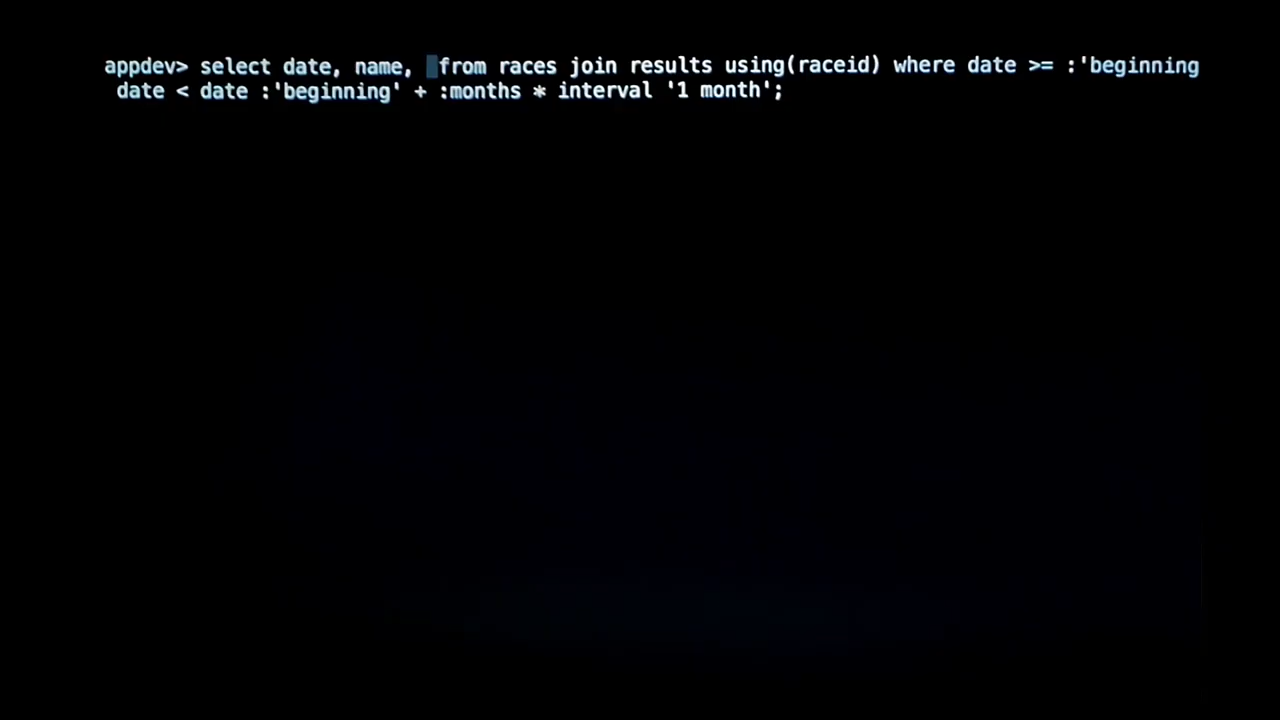 appdev> select date, name, from races join results using(raceid) where date >= :'beginning
date < date :'beginning' + :months * interval '1 month';